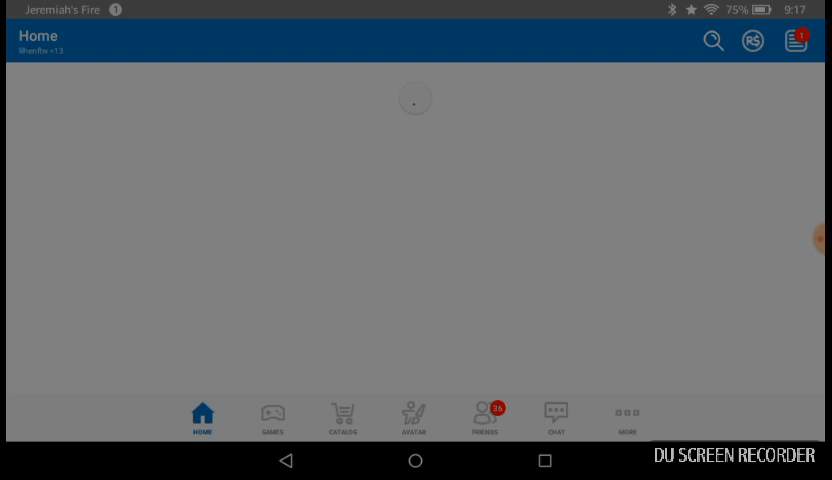 Jeremiah's Fire 1 75% 9:17
Home
R$ 1
<13
36
HOME GAMES CATALOG AVATAR FRIENDS CHAT MORE
DU SCREEN RECORDER